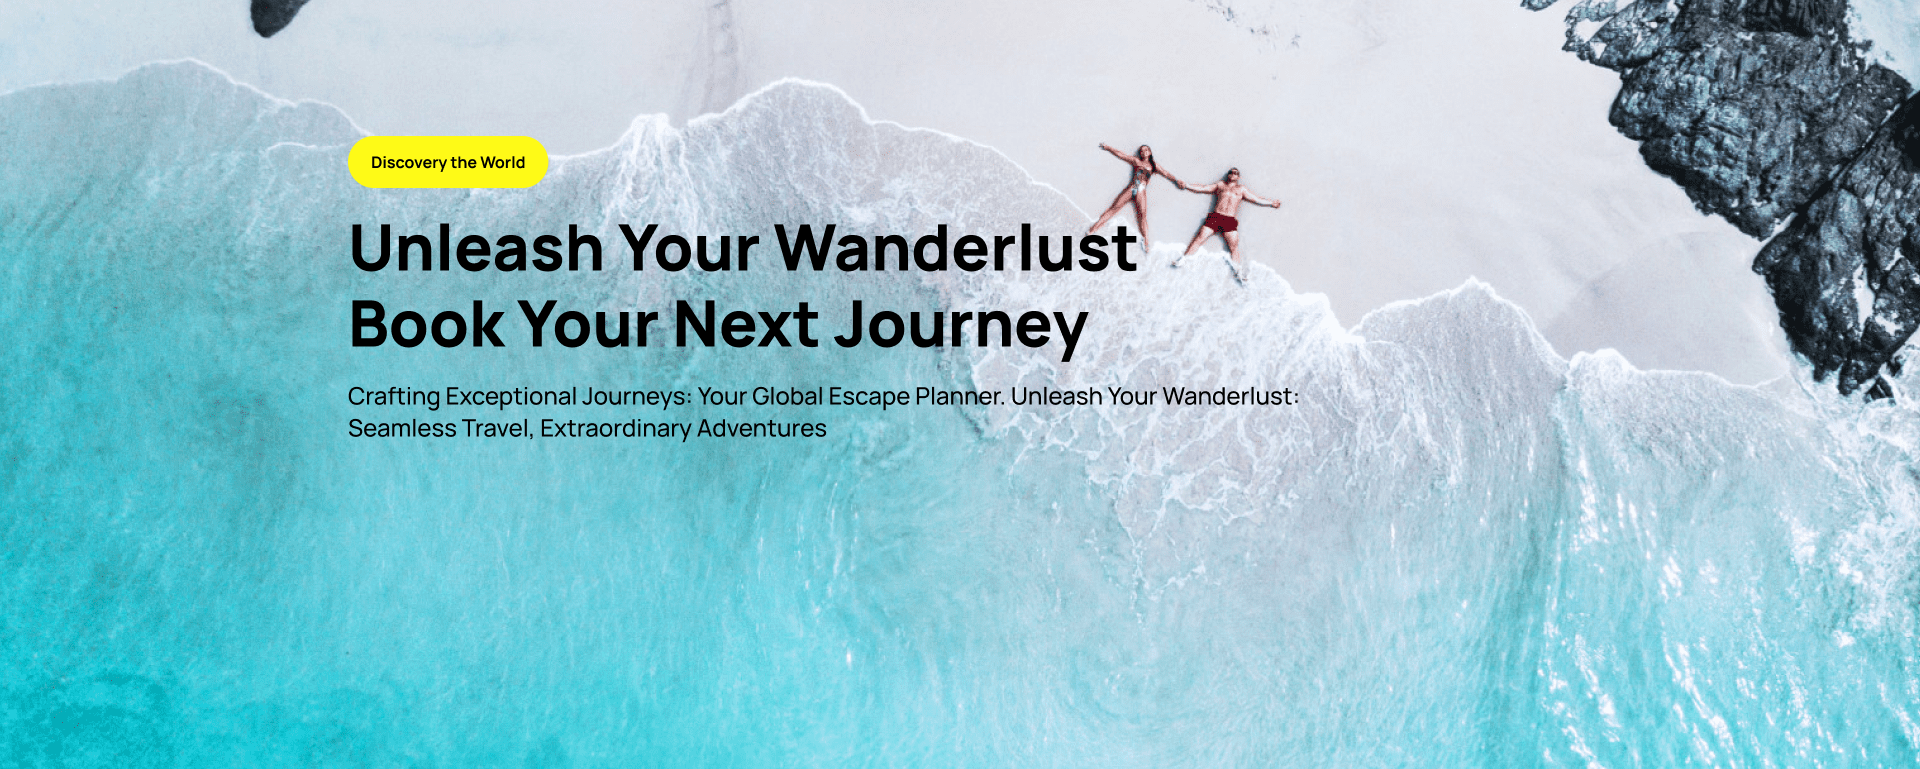 Discovery the World
Unleash Your Wanderlust
Book Your Next Journey
Crafting Exceptional Journeys: Your Global Escape Planner. Unleash Your Wanderlust:
Seamless Travel, Extraordinary Adventures